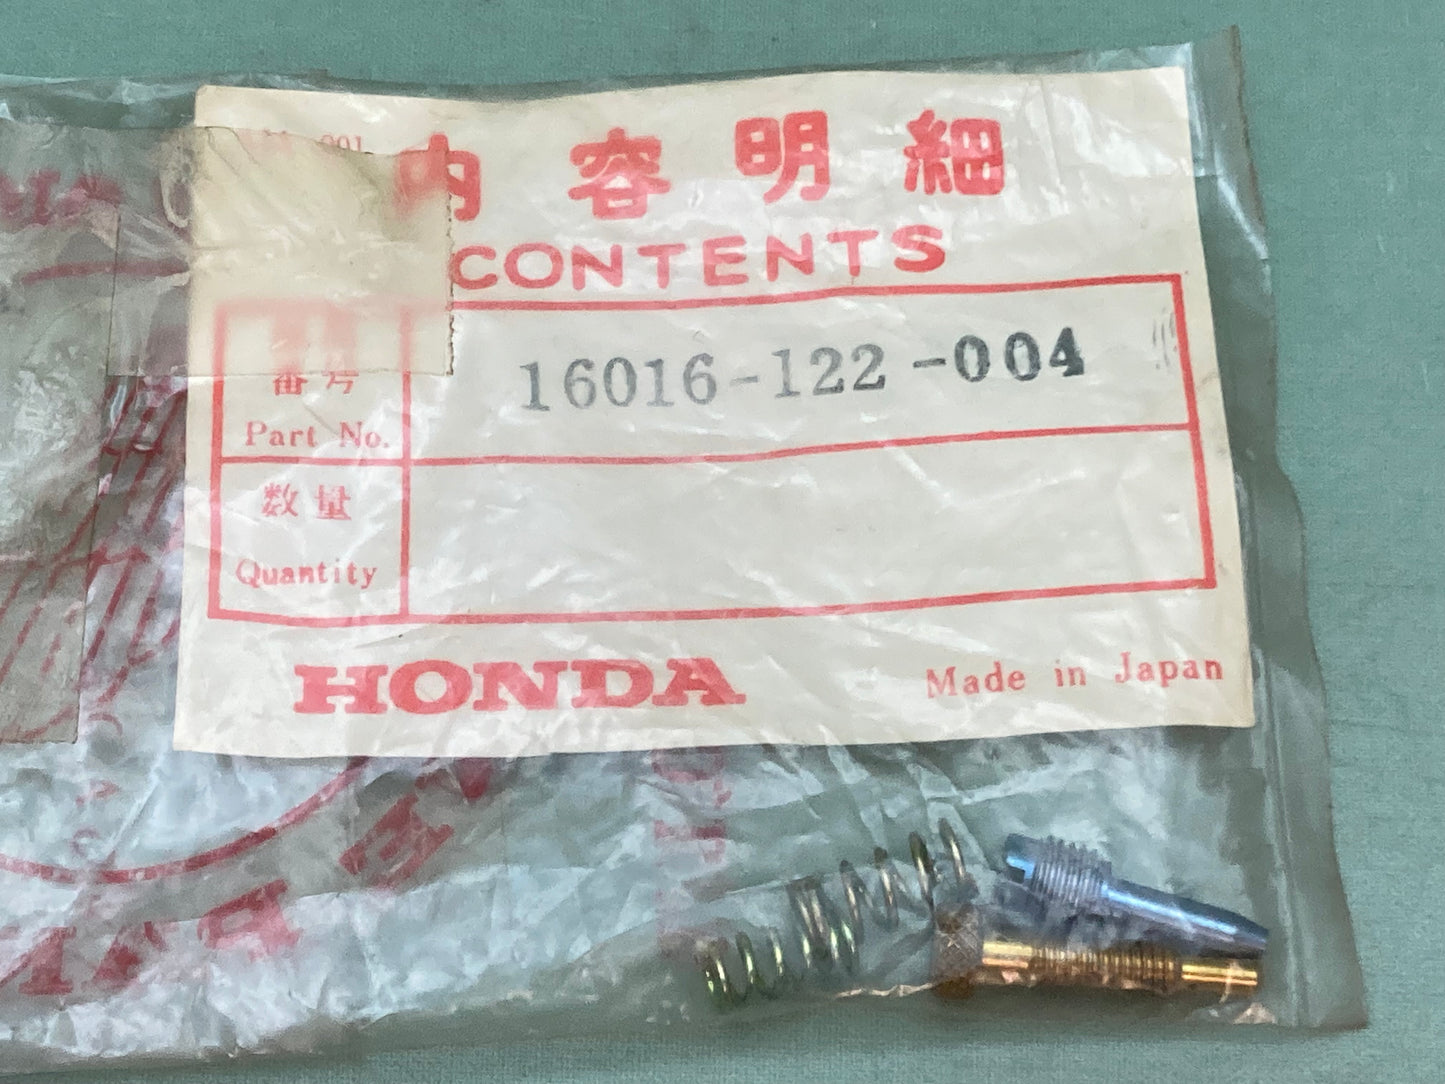 内容明細
CONTENTS
番号
Part No.
16016-122-004
数量
Quantity
HONDA
Made in Japan